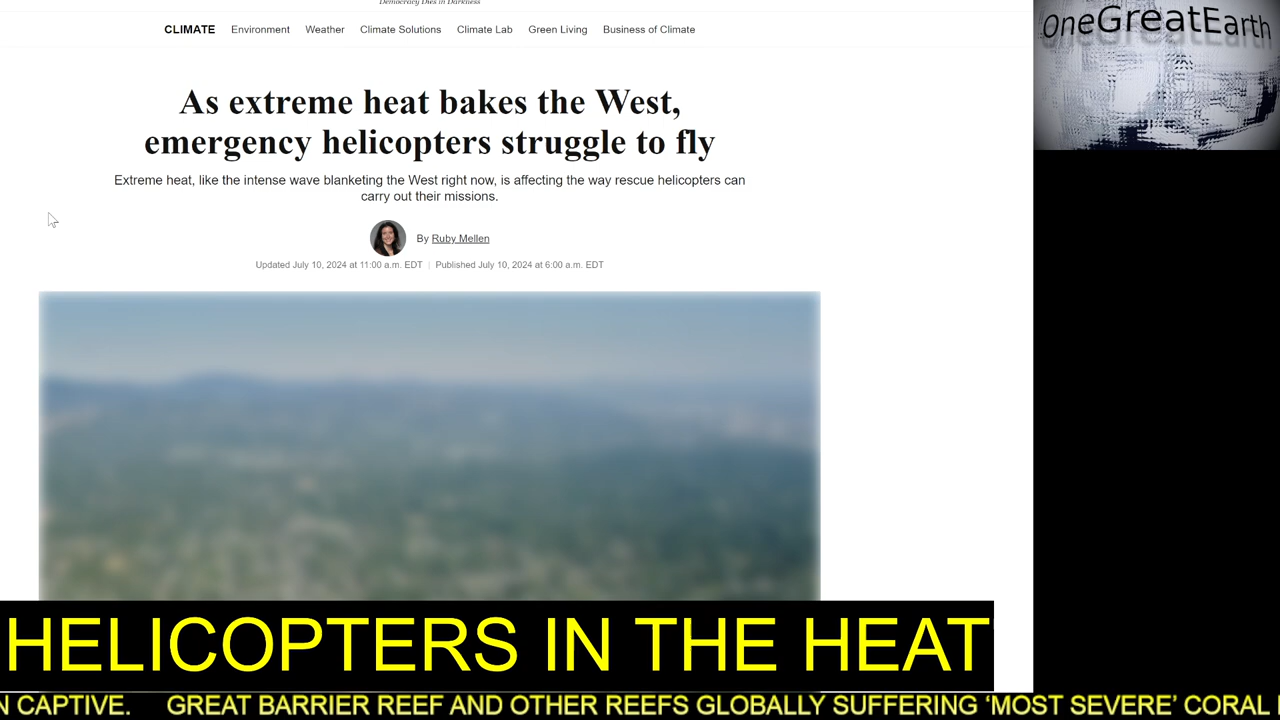 Democracy Dies in Darkness
CLIMATE Environment Weather Climate Solutions Climate Lab Green Living Business of Climate
OneGreatEarth
As extreme heat bakes the West,
emergency helicopters struggle to fly
Extreme heat, like the intense wave blanketing the West right now, is affecting the way rescue helicopters can
carry out their missions.
By Ruby Mellen
Updated July 10, 2024 at 11:00 a.m. EDT | Published July 10, 2024 at 6:00 a.m. EDT
HELICOPTERS IN THE HEAT
N CAPTIVE. GREAT BARRIER REEF AND OTHER REEFS GLOBALLY SUFFERING ‘MOST SEVERE’ CORAL